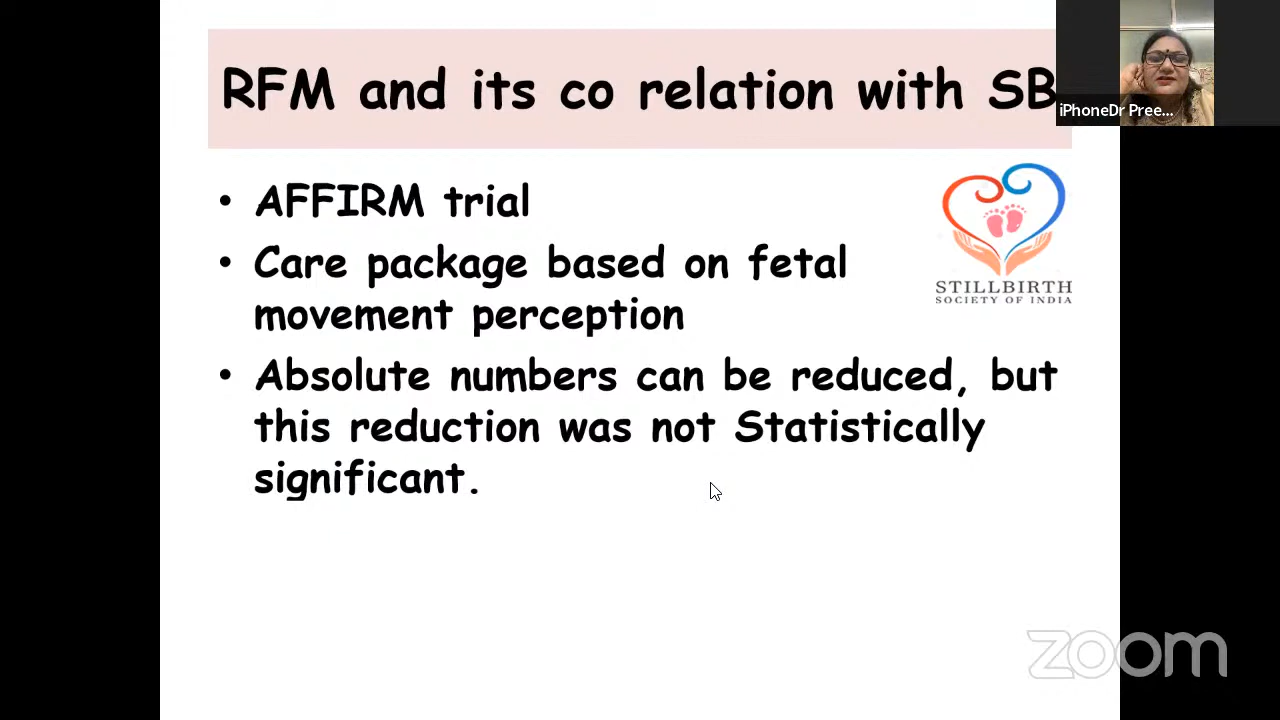 RFM and its co relation with SB
iPhoneDr Pree...
• AFFIRM trial
• Care package based on fetal
movement perception
STILLBIRTH
SOCIETY OF INDIA
• Absolute numbers can be reduced, but
this reduction was not Statistically
significant.
zoom